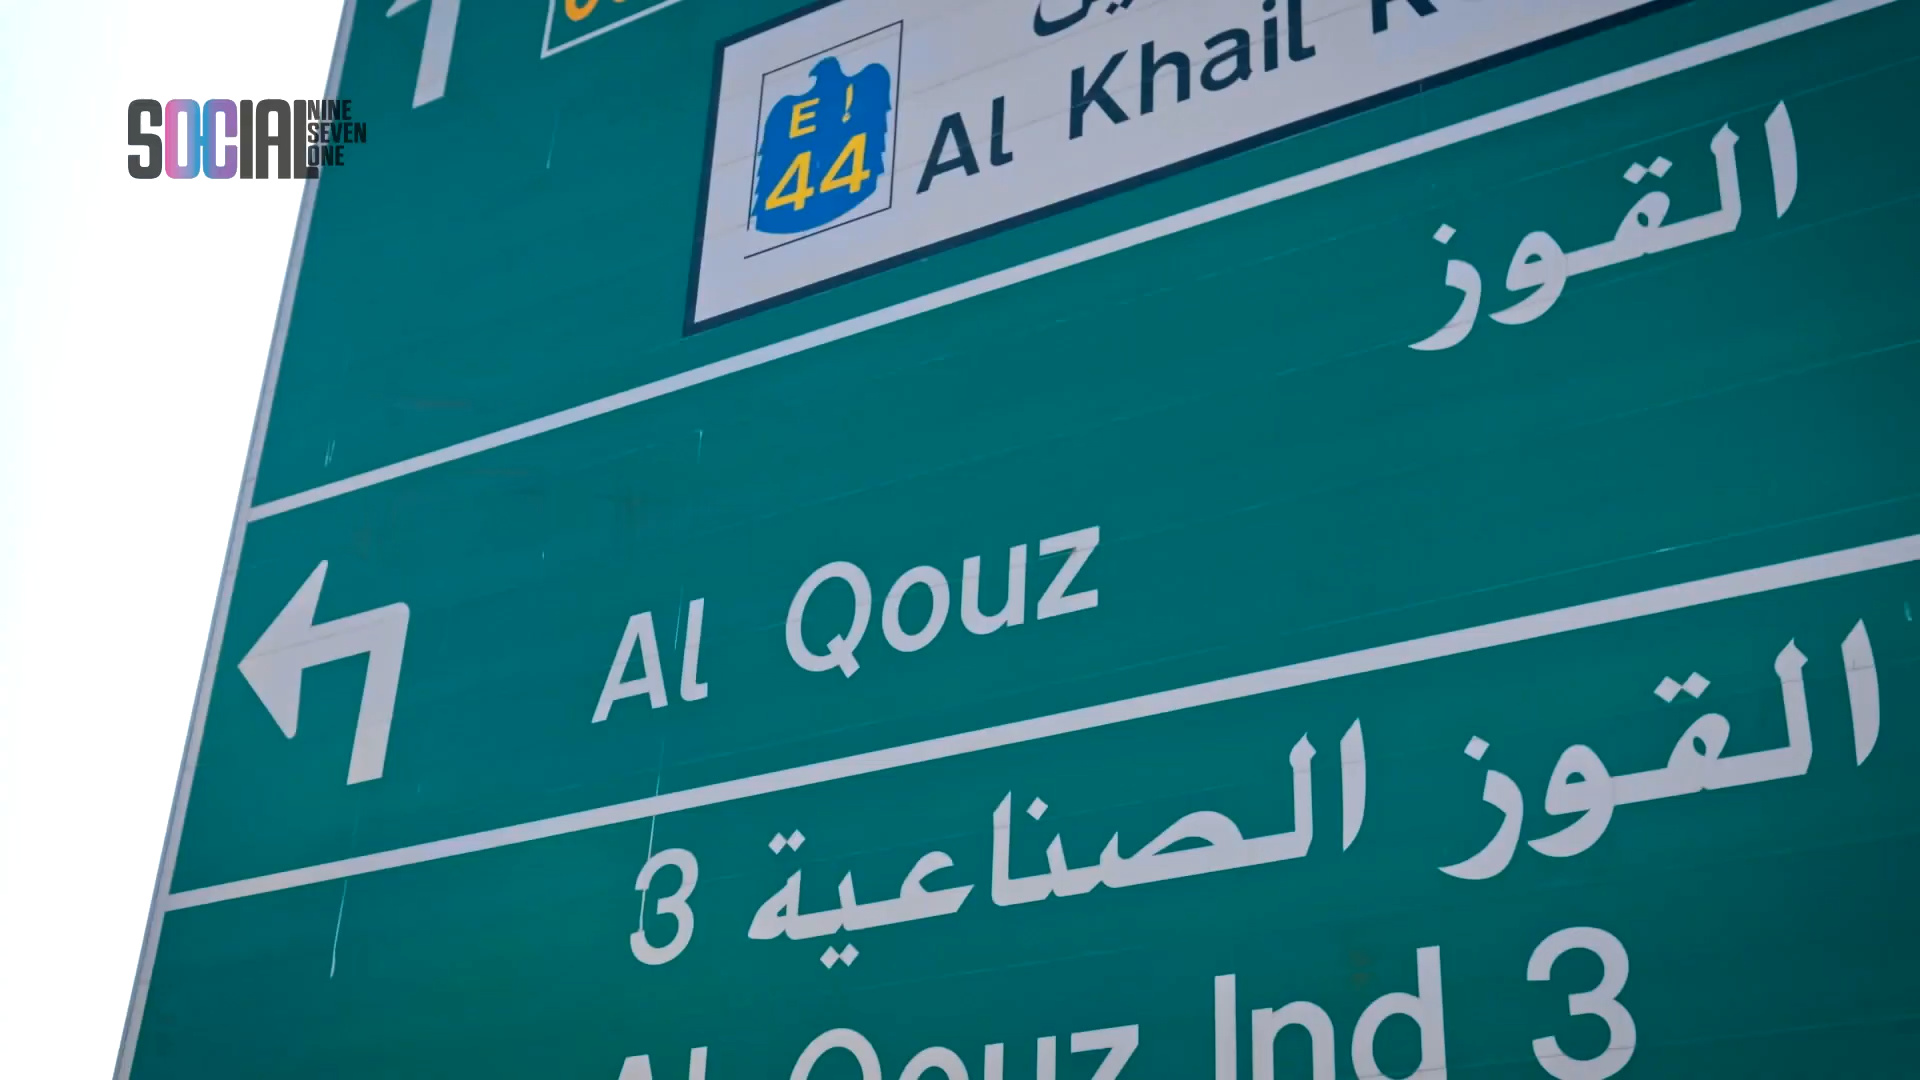 SOCIAL
NINE
SEVEN
ONE
E إ
44
Al Khail
القوز
Al Qouz
القوز الصناعية 3
Al Qouz Ind 3